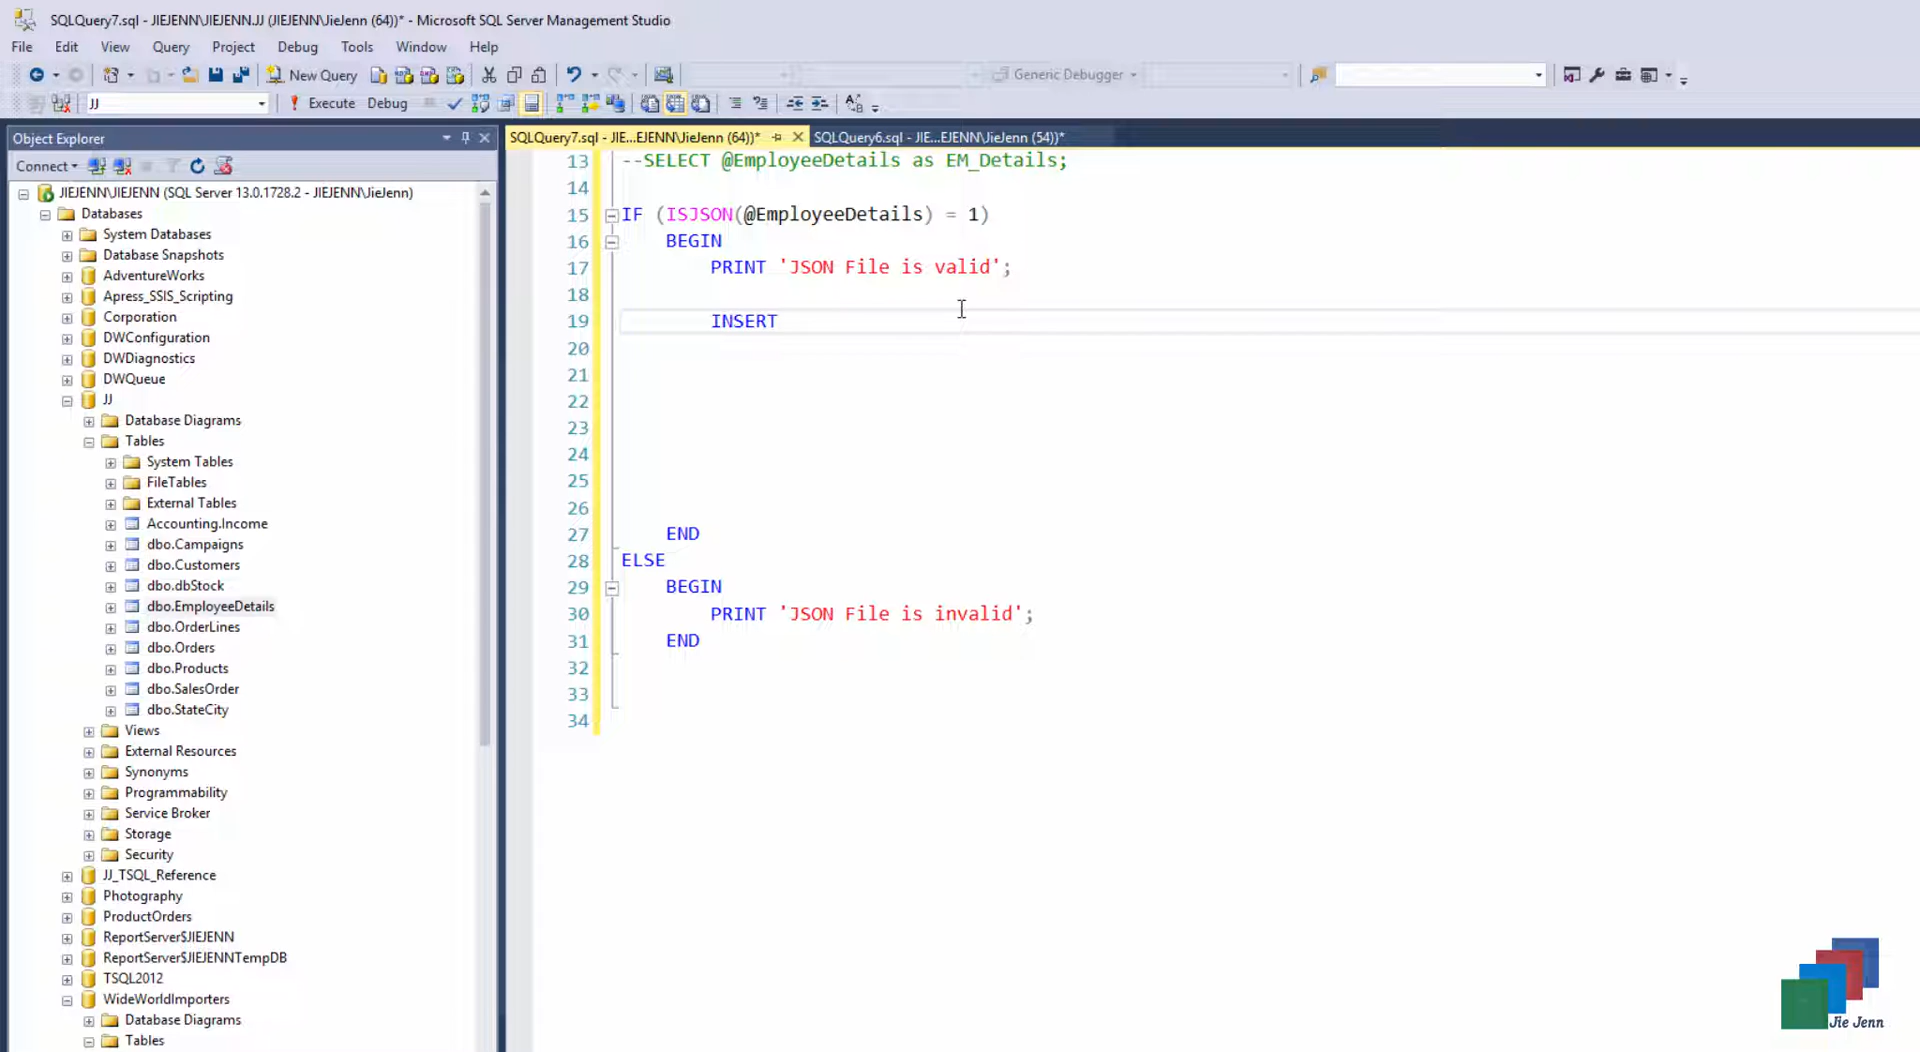 SQLQuery7.sql - JIEJENN\JIEJENN.JJ (JIEJENN\JieJenn (64))* - Microsoft SQL Server Management Studio
File Edit View Query Project Debug Tools Window Help
New Query Generic Debugger
JJ Execute Debug
Object Explorer
SQLQuery7.sql - JIE...EJENN\JieJenn (64))* SQLQuery6.sql - JIE...EJENN\JieJenn (54))*
Connect
JIEJENN\JIEJENN (SQL Server 13.0.1728.2 - JIEJENN\JieJenn)
Databases
System Databases
Database Snapshots
AdventureWorks
Apress_SSIS_Scripting
Corporation
DWConfiguration
DWDiagnostics
DWQueue
JJ
Database Diagrams
Tables
System Tables
FileTables
External Tables
Accounting.Income
dbo.Campaigns
dbo.Customers
dbo.dbStock
dbo.EmployeeDetails
dbo.OrderLines
dbo.Orders
dbo.Products
dbo.SalesOrder
dbo.StateCity
Views
External Resources
Synonyms
Programmability
Service Broker
Storage
Security
JJ_TSQL_Reference
Photography
ProductOrders
ReportServer$JIEJENN
ReportServer$JIEJENNTempDB
TSQL2012
WideWorldImporters
Database Diagrams
Tables
13 --SELECT @EmployeeDetails as EM_Details;
14
15 IF (ISJSON(@EmployeeDetails) = 1)
16 BEGIN
17 PRINT 'JSON File is valid';
18
19 INSERT
20
21
22
23
24
25
26
27 END
28 ELSE
29 BEGIN
30 PRINT 'JSON File is invalid';
31 END
32
33
34
Jie Jenn